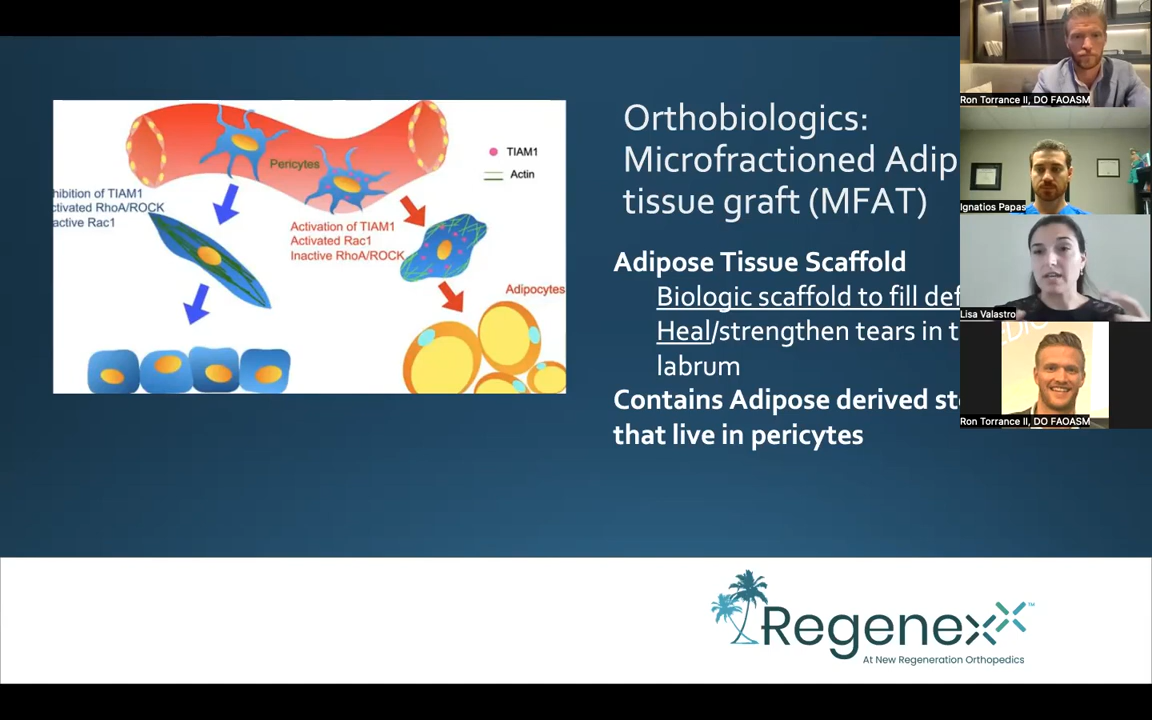 Pericytes
TIAM1
Actin
hibition of TIAM1
ctivated RhoA/ROCK
active Rac1
Activation of TIAM1
Activated Rac1
Inactive RhoA/ROCK
Adipocytes
Orthobiologics:
Microfractioned Adip
tissue graft (MFAT)
Adipose Tissue Scaffold
Biologic scaffold to fill def
Heal/strengthen tears in t
labrum
Contains Adipose derived ste
that live in pericytes
Ron Torrance II, DO FAOASM
Ignatios Papas
Lisa Valastro
Ron Torrance II, DO FAOASM
Regenexx™
At New Regeneration Orthopedics